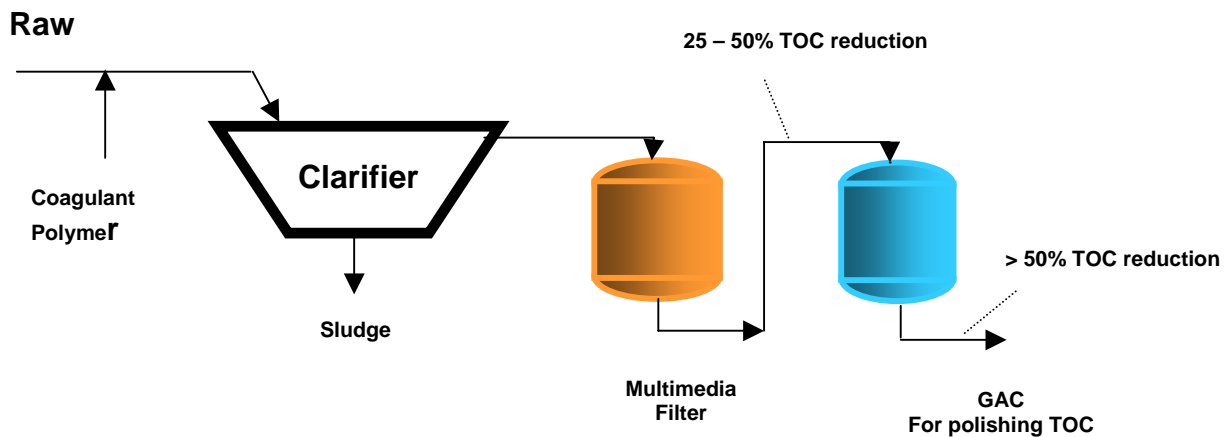 Raw
25 – 50% TOC reduction
Clarifier
Coagulant
Polymer
> 50% TOC reduction
Sludge
Multimedia
Filter
GAC
For polishing TOC